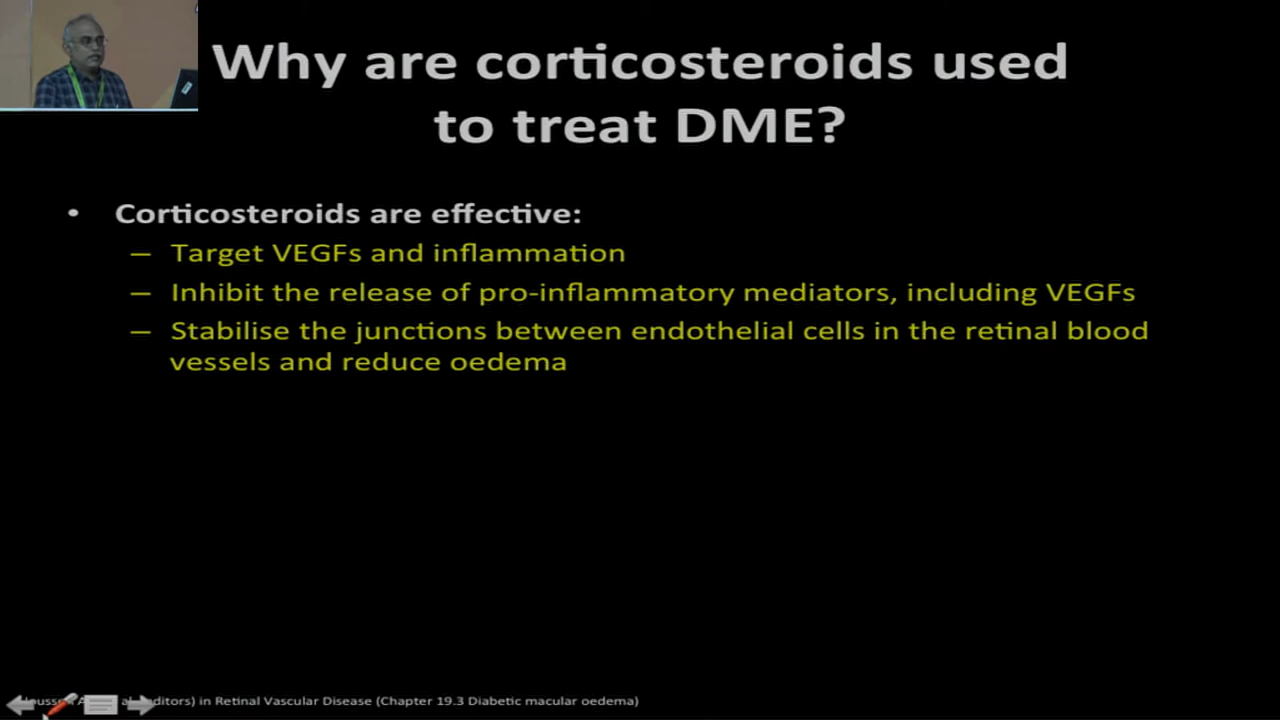 Why are corticosteroids used
to treat DME?
• Corticosteroids are effective:
– Target VEGFs and inflammation
– Inhibit the release of pro-inflammatory mediators, including VEGFs
– Stabilise the junctions between endothelial cells in the retinal blood
vessels and reduce oedema
in Retinal Vascular Disease (Chapter 19.3 Diabetic macular oedema)